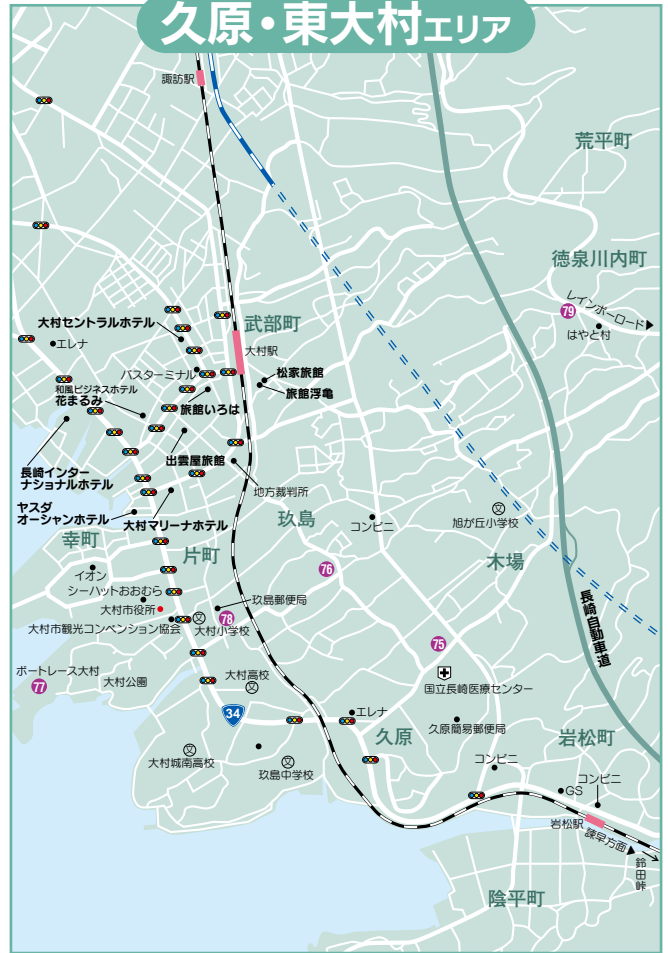 久原・東大村エリア
諏訪駅
荒平町
徳泉川内町
79
レインボーロード
はやと村
武部町
大村駅
大村セントラルホテル
エレナ
バスターミナル
松家旅館
旅館浮亀
和風ビジネスホテル
花まるみ
旅館いろは
出雲屋旅館
長崎インター
ナショナルホテル
地方裁判所
ヤスダ
オーシャンホテル
大村マリーナホテル
玖島
コンビニ
旭が丘小学校
文
幸町
片町
木場
イオン
シーハットおおむら
大村市役所
玖島郵便局
76
78
大村市観光コンベンション協会
文
大村小学校
長崎自動車道
75
ボートレース大村
77
大村公園
大村高校
文
国立長崎医療センター
34
エレナ
久原
久原簡易郵便局
岩松町
文
大村城南高校
文
玖島中学校
コンビニ
コンビニ
GS
岩松駅
諫早方面
鈴田峠
陰平町